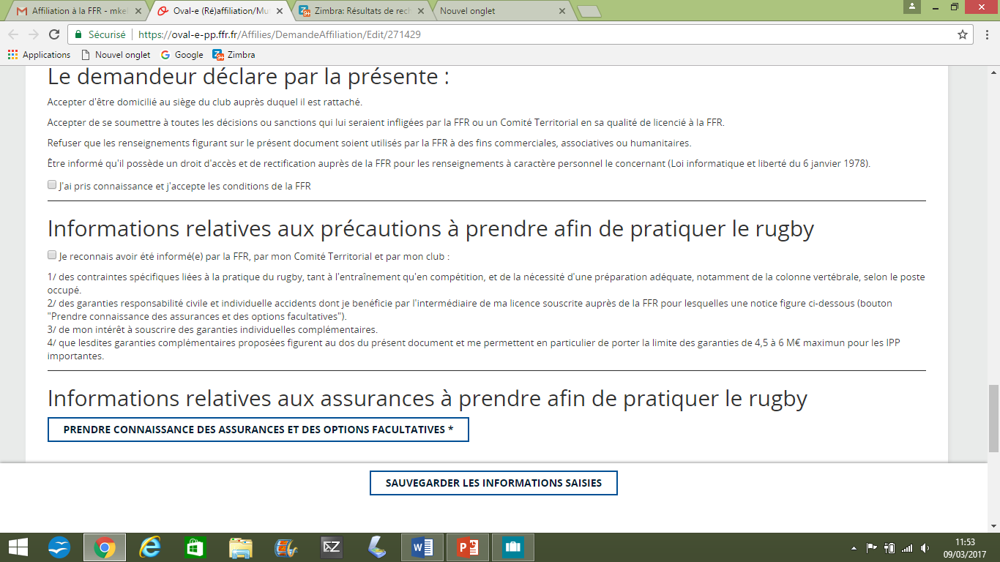 Affiliation à la FFR - mkel
Oval-e (Ré)affiliation/Mut
Zimbra: Résultats de rech
Nouvel onglet
Sécurisé
https://oval-e-pp.ffr.fr/Affilies/DemandeAffiliation/Edit/271429
Applications
Nouvel onglet
Google
Zimbra
Le demandeur déclare par la présente :
Accepter d'être domicilié au siège du club auprès duquel il est rattaché.
Accepter de se soumettre à toutes les décisions ou sanctions qui lui seraient infligées par la FFR ou un Comité Territorial en sa qualité de licencié à la FFR.
Refuser que les renseignements figurant sur le présent document soient utilisés par la FFR à des fins commerciales, associatives ou humanitaires.
Être informé qu'il possède un droit d'accès et de rectification auprès de la FFR pour les renseignements à caractère personnel le concernant (Loi informatique et liberté du 6 janvier 1978).
J'ai pris connaissance et j'accepte les conditions de la FFR
Informations relatives aux précautions à prendre afin de pratiquer le rugby
Je reconnais avoir été informé(e) par la FFR, par mon Comité Territorial et par mon club :
1/ des contraintes spécifiques liées à la pratique du rugby, tant à l'entraînement qu'en compétition, et de la nécessité d'une préparation adéquate, notamment de la colonne vertébrale, selon le poste
occupé.
2/ des garanties responsabilité civile et individuelle accidents dont je bénéficie par l'intermédiaire de ma licence souscrite auprès de la FFR pour lesquelles une notice figure ci-dessous (bouton
"Prendre connaissance des assurances et des options facultatives").
3/ de mon intérêt à souscrire des garanties individuelles complémentaires.
4/ que lesdites garanties complémentaires proposées figurent au dos du présent document et me permettent en particulier de porter la limite des garanties de 4,5 à 6 M€ maximun pour les IPP
importantes.
Informations relatives aux assurances à prendre afin de pratiquer le rugby
PRENDRE CONNAISSANCE DES ASSURANCES ET DES OPTIONS FACULTATIVES *
SAUVEGARDER LES INFORMATIONS SAISIES
11:53
09/03/2017